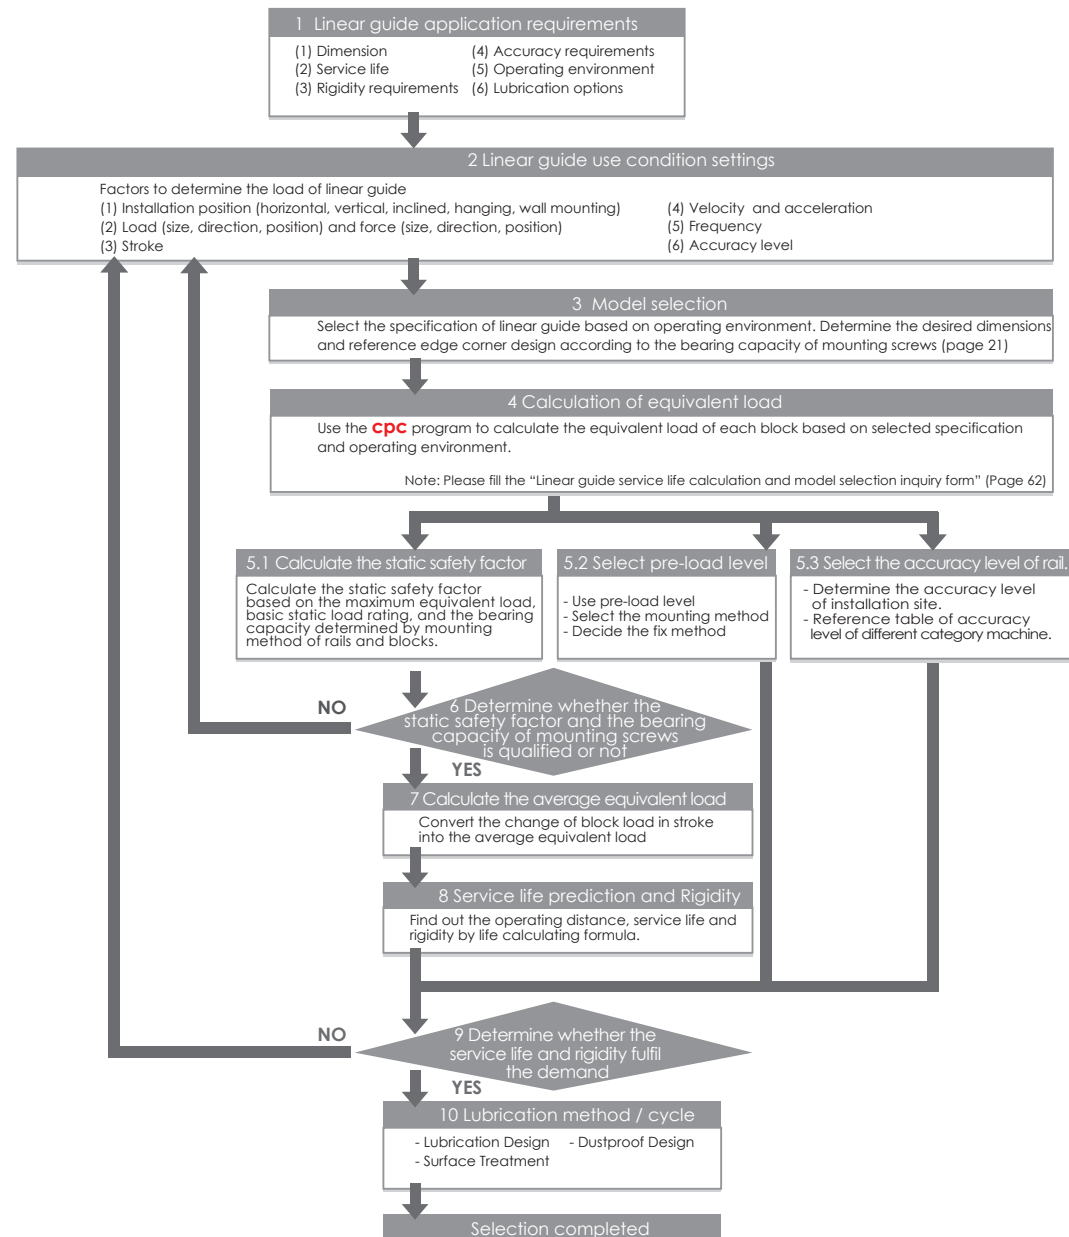 1 Linear guide application requirements
(1) Dimension
(2) Service life
(3) Rigidity requirements
(4) Accuracy requirements
(5) Operating environment
(6) Lubrication options
2 Linear guide use condition settings
Factors to determine the load of linear guide
(1) Installation position (horizontal, vertical, inclined, hanging, wall mounting)
(2) Load (size, direction, position) and force (size, direction, position)
(3) Stroke
(4) Velocity and acceleration
(5) Frequency
(6) Accuracy level
3 Model selection
Select the specification of linear guide based on operating environment. Determine the desired dimensions
and reference edge corner design according to the bearing capacity of mounting screws (page 21)
4 Calculation of equivalent load
Use the cpc program to calculate the equivalent load of each block based on selected specification
and operating environment.
Note: Please fill the “Linear guide service life calculation and model selection inquiry form” (Page 62)
5.1 Calculate the static safety factor
Calculate the static safety factor
based on the maximum equivalent load,
basic static load rating, and the bearing
capacity determined by mounting
method of rails and blocks.
5.2 Select pre-load level
- Use pre-load level
- Select the mounting method
- Decide the fix method
5.3 Select the accuracy level of rail.
- Determine the accuracy level
of installation site.
- Reference table of accuracy
level of different category machine.
NO
6 Determine whether the
static safety factor and the bearing
capacity of mounting screws
is qualified or not
YES
7 Calculate the average equivalent load
Convert the change of block load in stroke
into the average equivalent load
8 Service life prediction and Rigidity
Find out the operating distance, service life and
rigidity by life calculating formula.
NO
9 Determine whether the
service life and rigidity fulfil
the demand
YES
10 Lubrication method / cycle
- Lubrication Design - Dustproof Design
- Surface Treatment
Selection completed